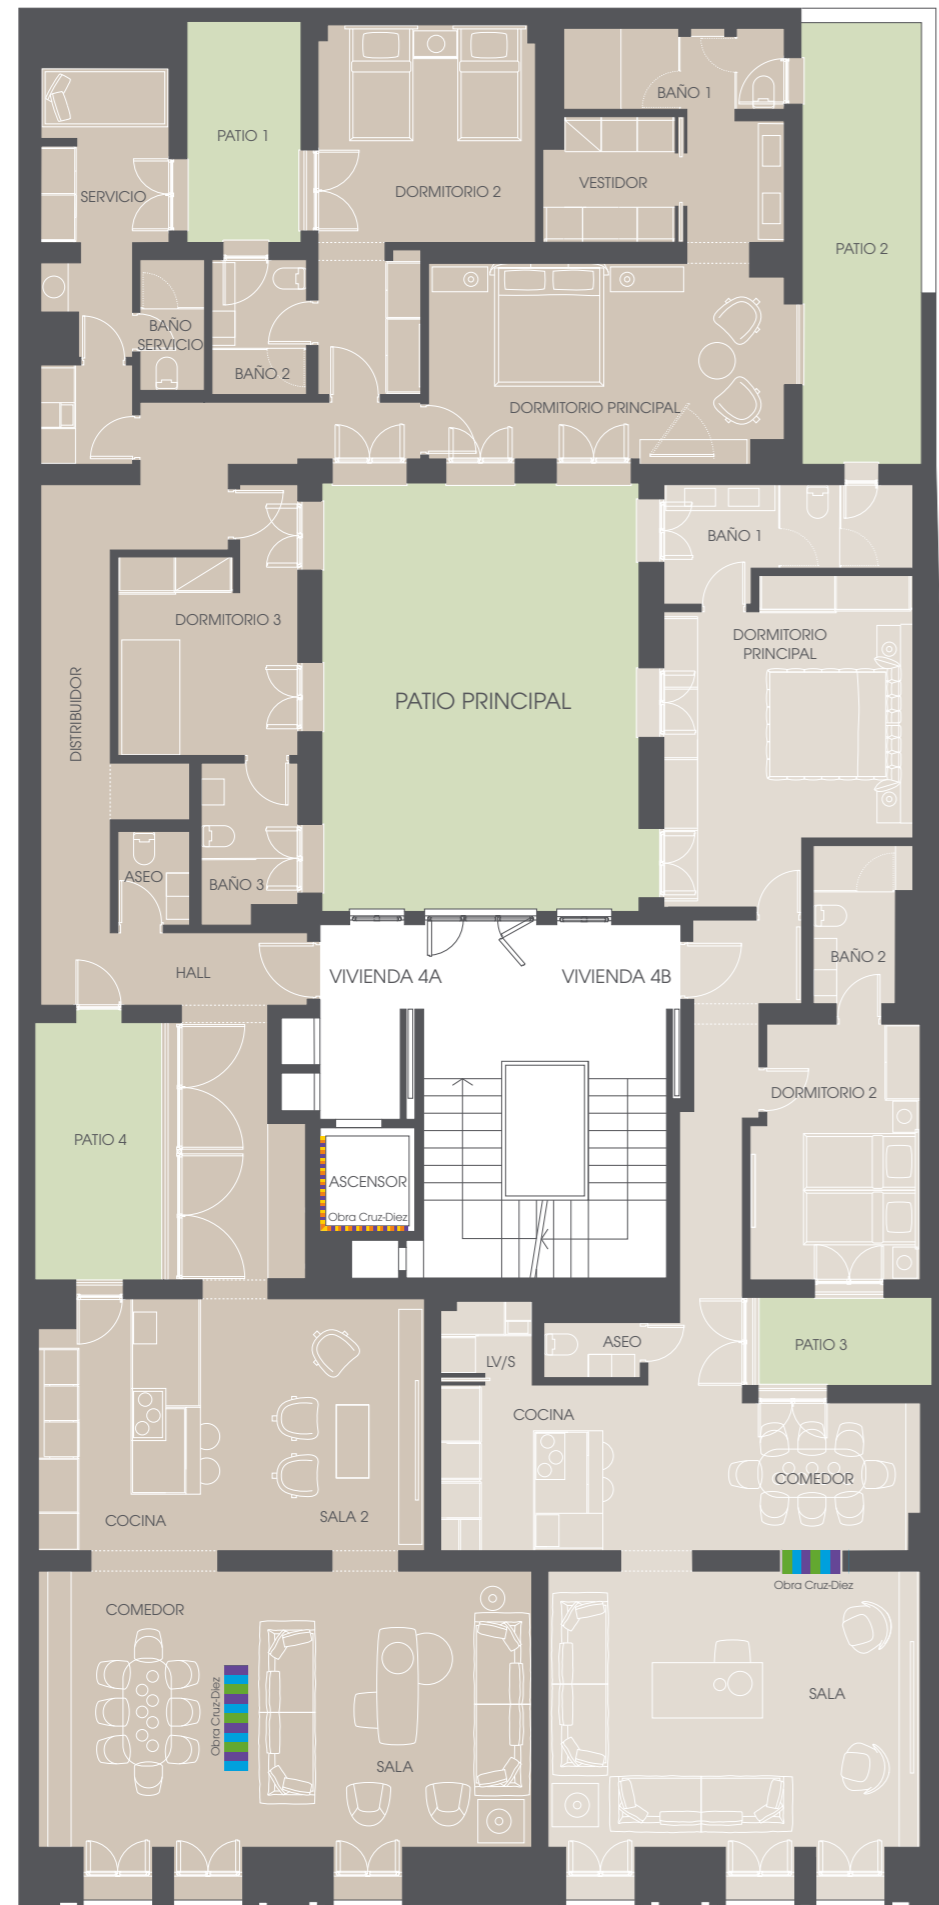 BAÑO 1
PATIO 1
VESTIDOR
DORMITORIO 2
SERVICIO
PATIO 2
BAÑO
SERVICIO
BAÑO 2
DORMITORIO PRINCIPAL
BAÑO 1
DORMITORIO 3
DORMITORIO
PRINCIPAL
DISTRIBUIDOR
PATIO PRINCIPAL
ASEO
BAÑO 3
BAÑO 2
HALL
VIVIENDA 4A
VIVIENDA 4B
DORMITORIO 2
PATIO 4
ASCENSOR
Obra Cruz-Diez
ASEO
PATIO 3
LV/S
COCINA
COMEDOR
COCINA
SALA 2
Obra Cruz-Diez
COMEDOR
Obra Cruz-Diez
SALA
SALA